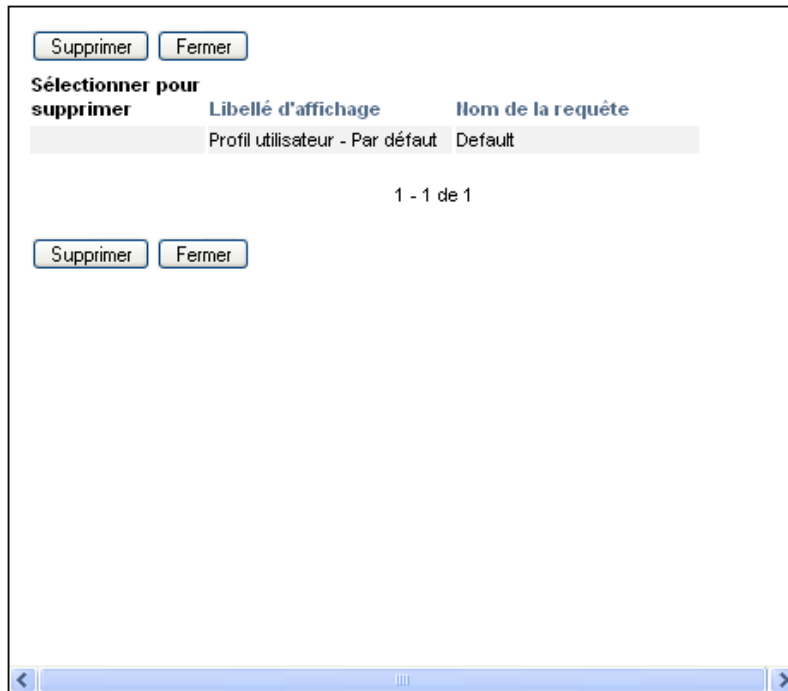 Supprimer Fermer
Sélectionner pour
supprimer Libellé d'affichage Nom de la requête
Profil utilisateur - Par défaut Default
1 - 1 de 1
Supprimer Fermer